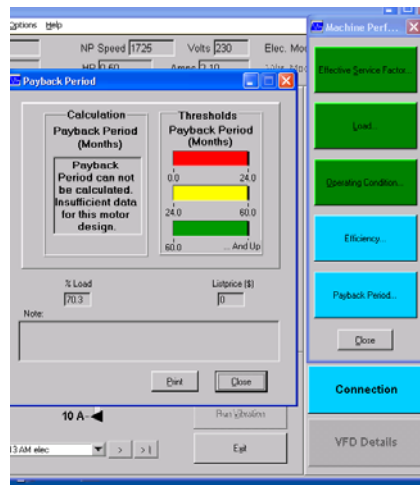 Options Help
NP Speed 1725 Volts 230 Elec. Mo
HP 0.60 Amps 2.10
Payback Period
Calculation
Payback Period
(Months)
Payback
Period can not
be calculated.
Insufficient data
for this motor
design.
Thresholds
Payback Period
(Months)
0.0 24.0
24.0 60.0
60.0 ... And Up
% Load
70.3
Listprice ($)
0
Note:
Print Close
10 A
Run Vibration
3 AM elec > >|
Exit
Machine Perf...
Effective Service Factor...
Load...
Operating Condition...
Efficiency...
Payback Period...
Close
Connection
VFD Details